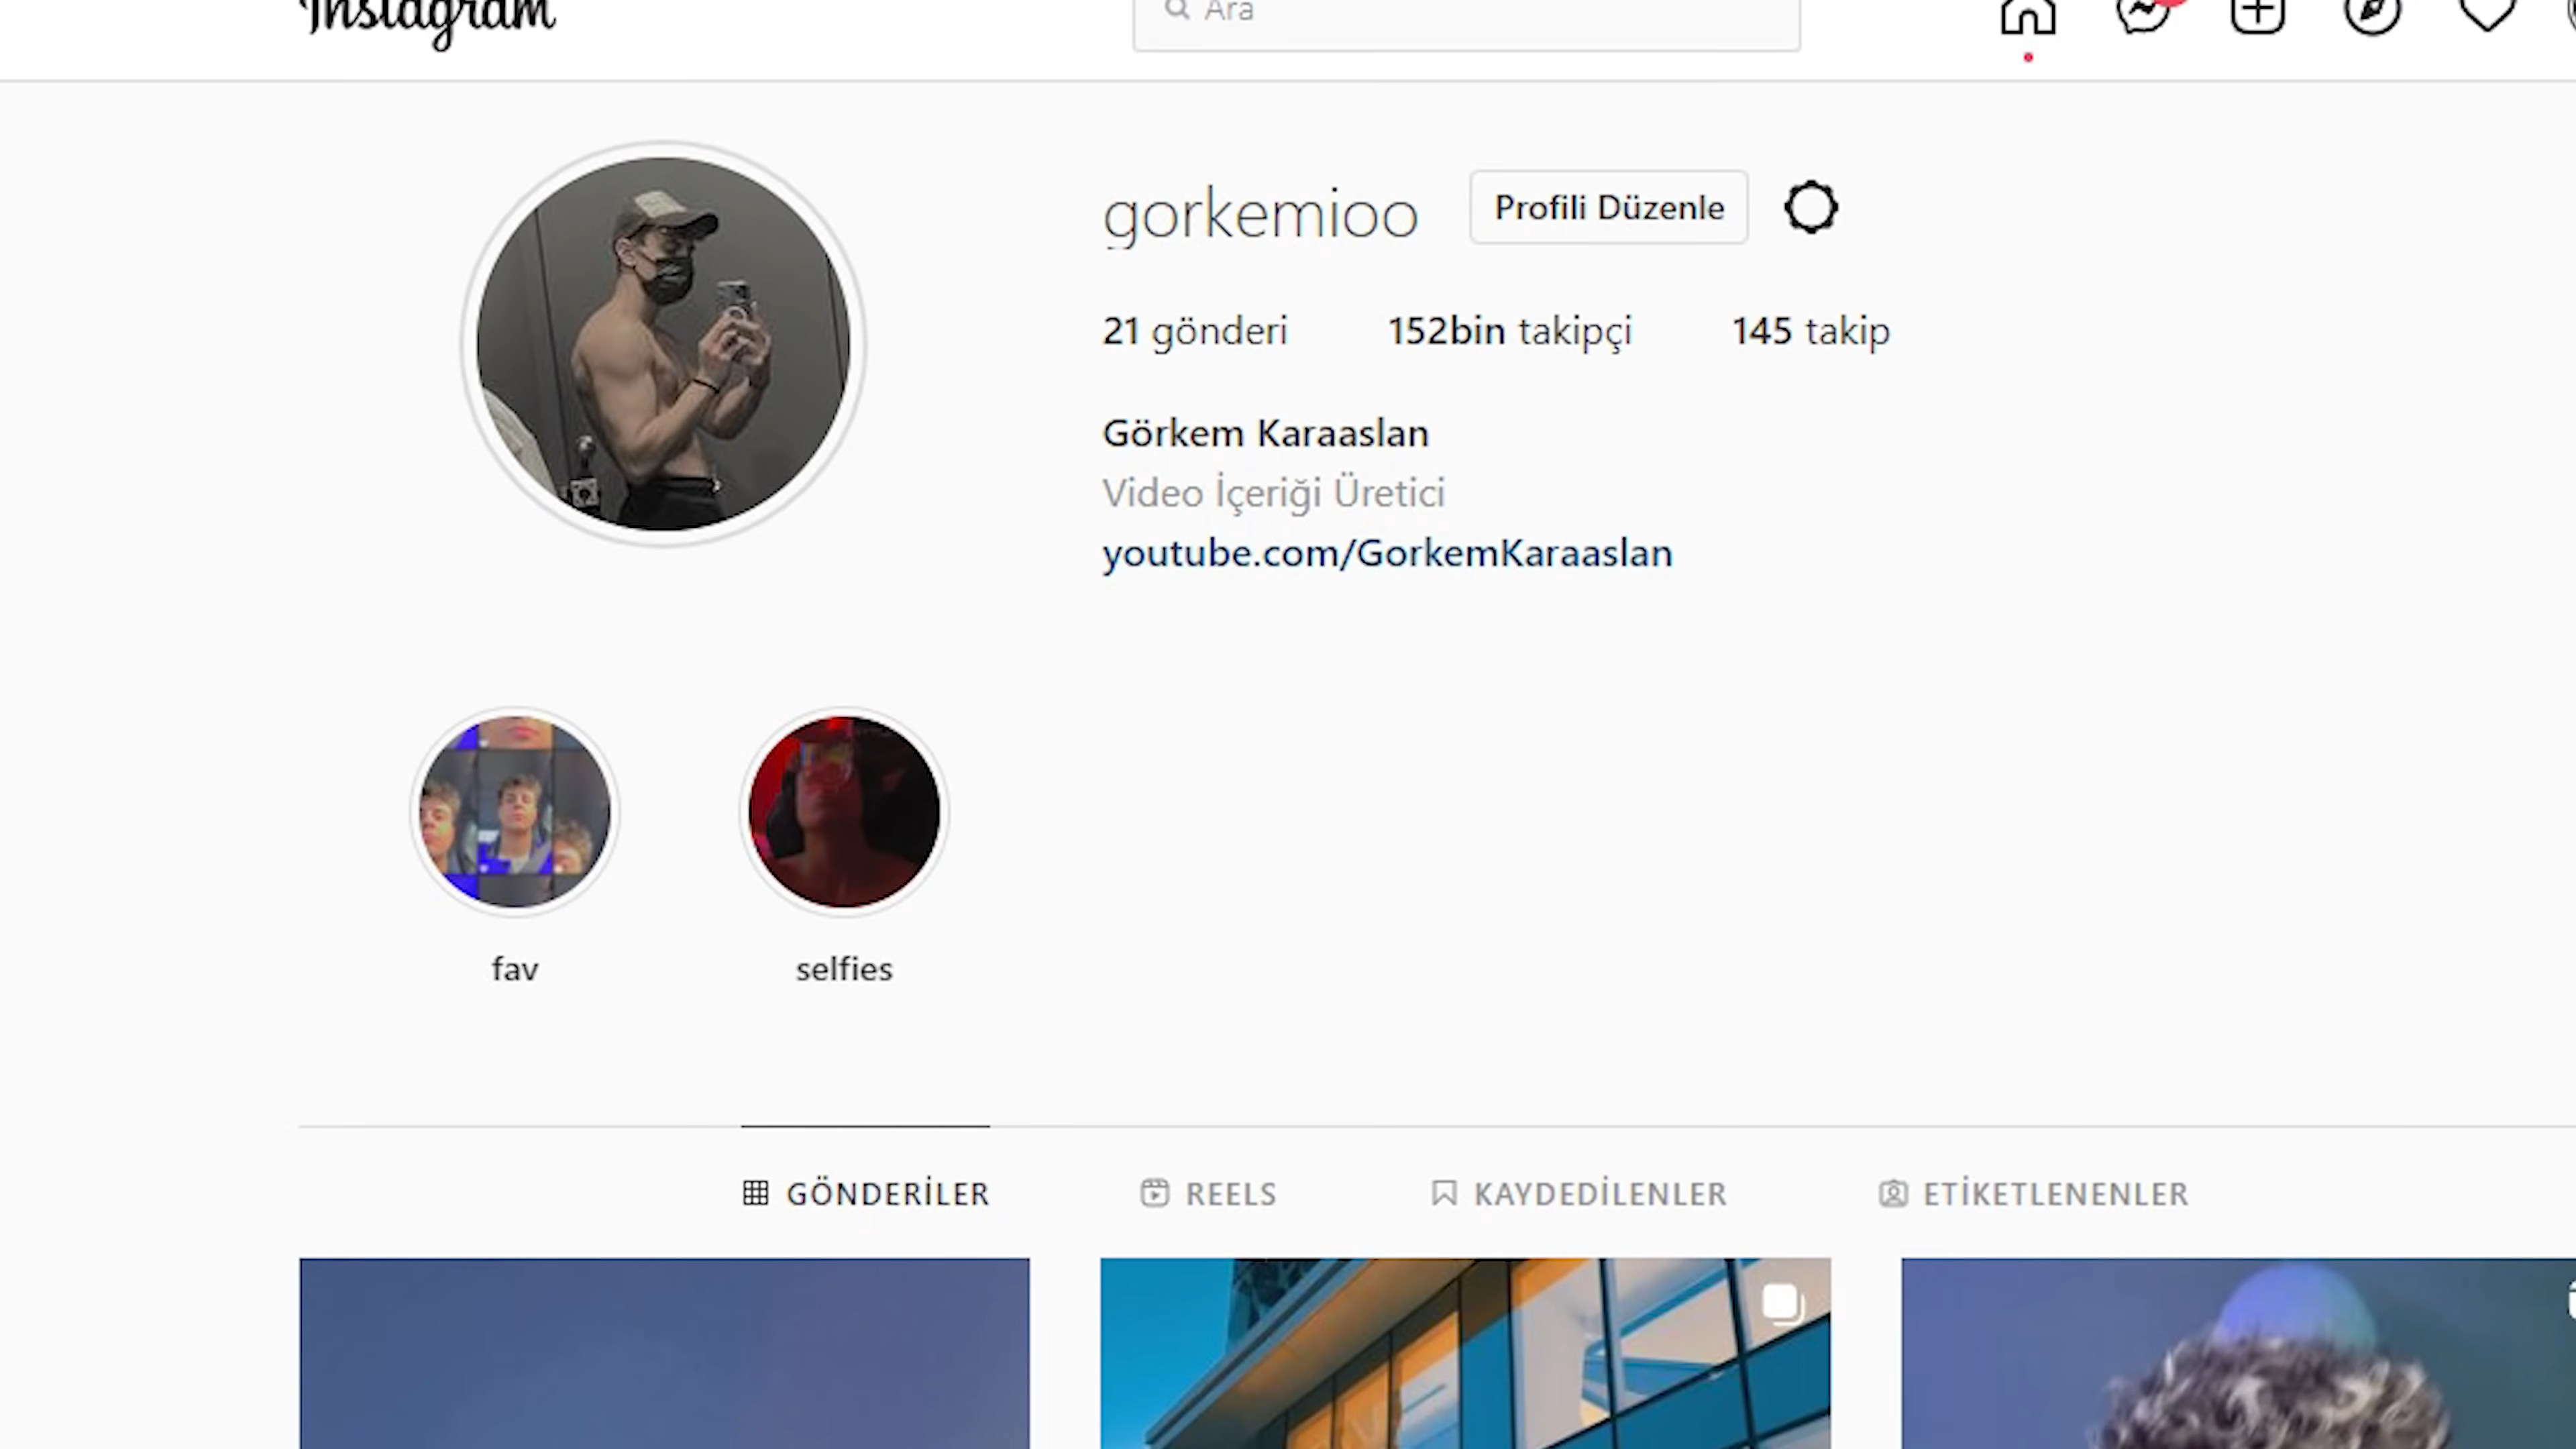 Instagram
Ara
gorkemioo
Profili Düzenle
21 gönderi
152bin takipçi
145 takip
Görkem Karaaslan
Video İçeriği Üretici
youtube.com/GorkemKaraaslan
fav
selfies
GÖNDERİLER
REELS
KAYDEDİLENLER
ETİKETLENENLER